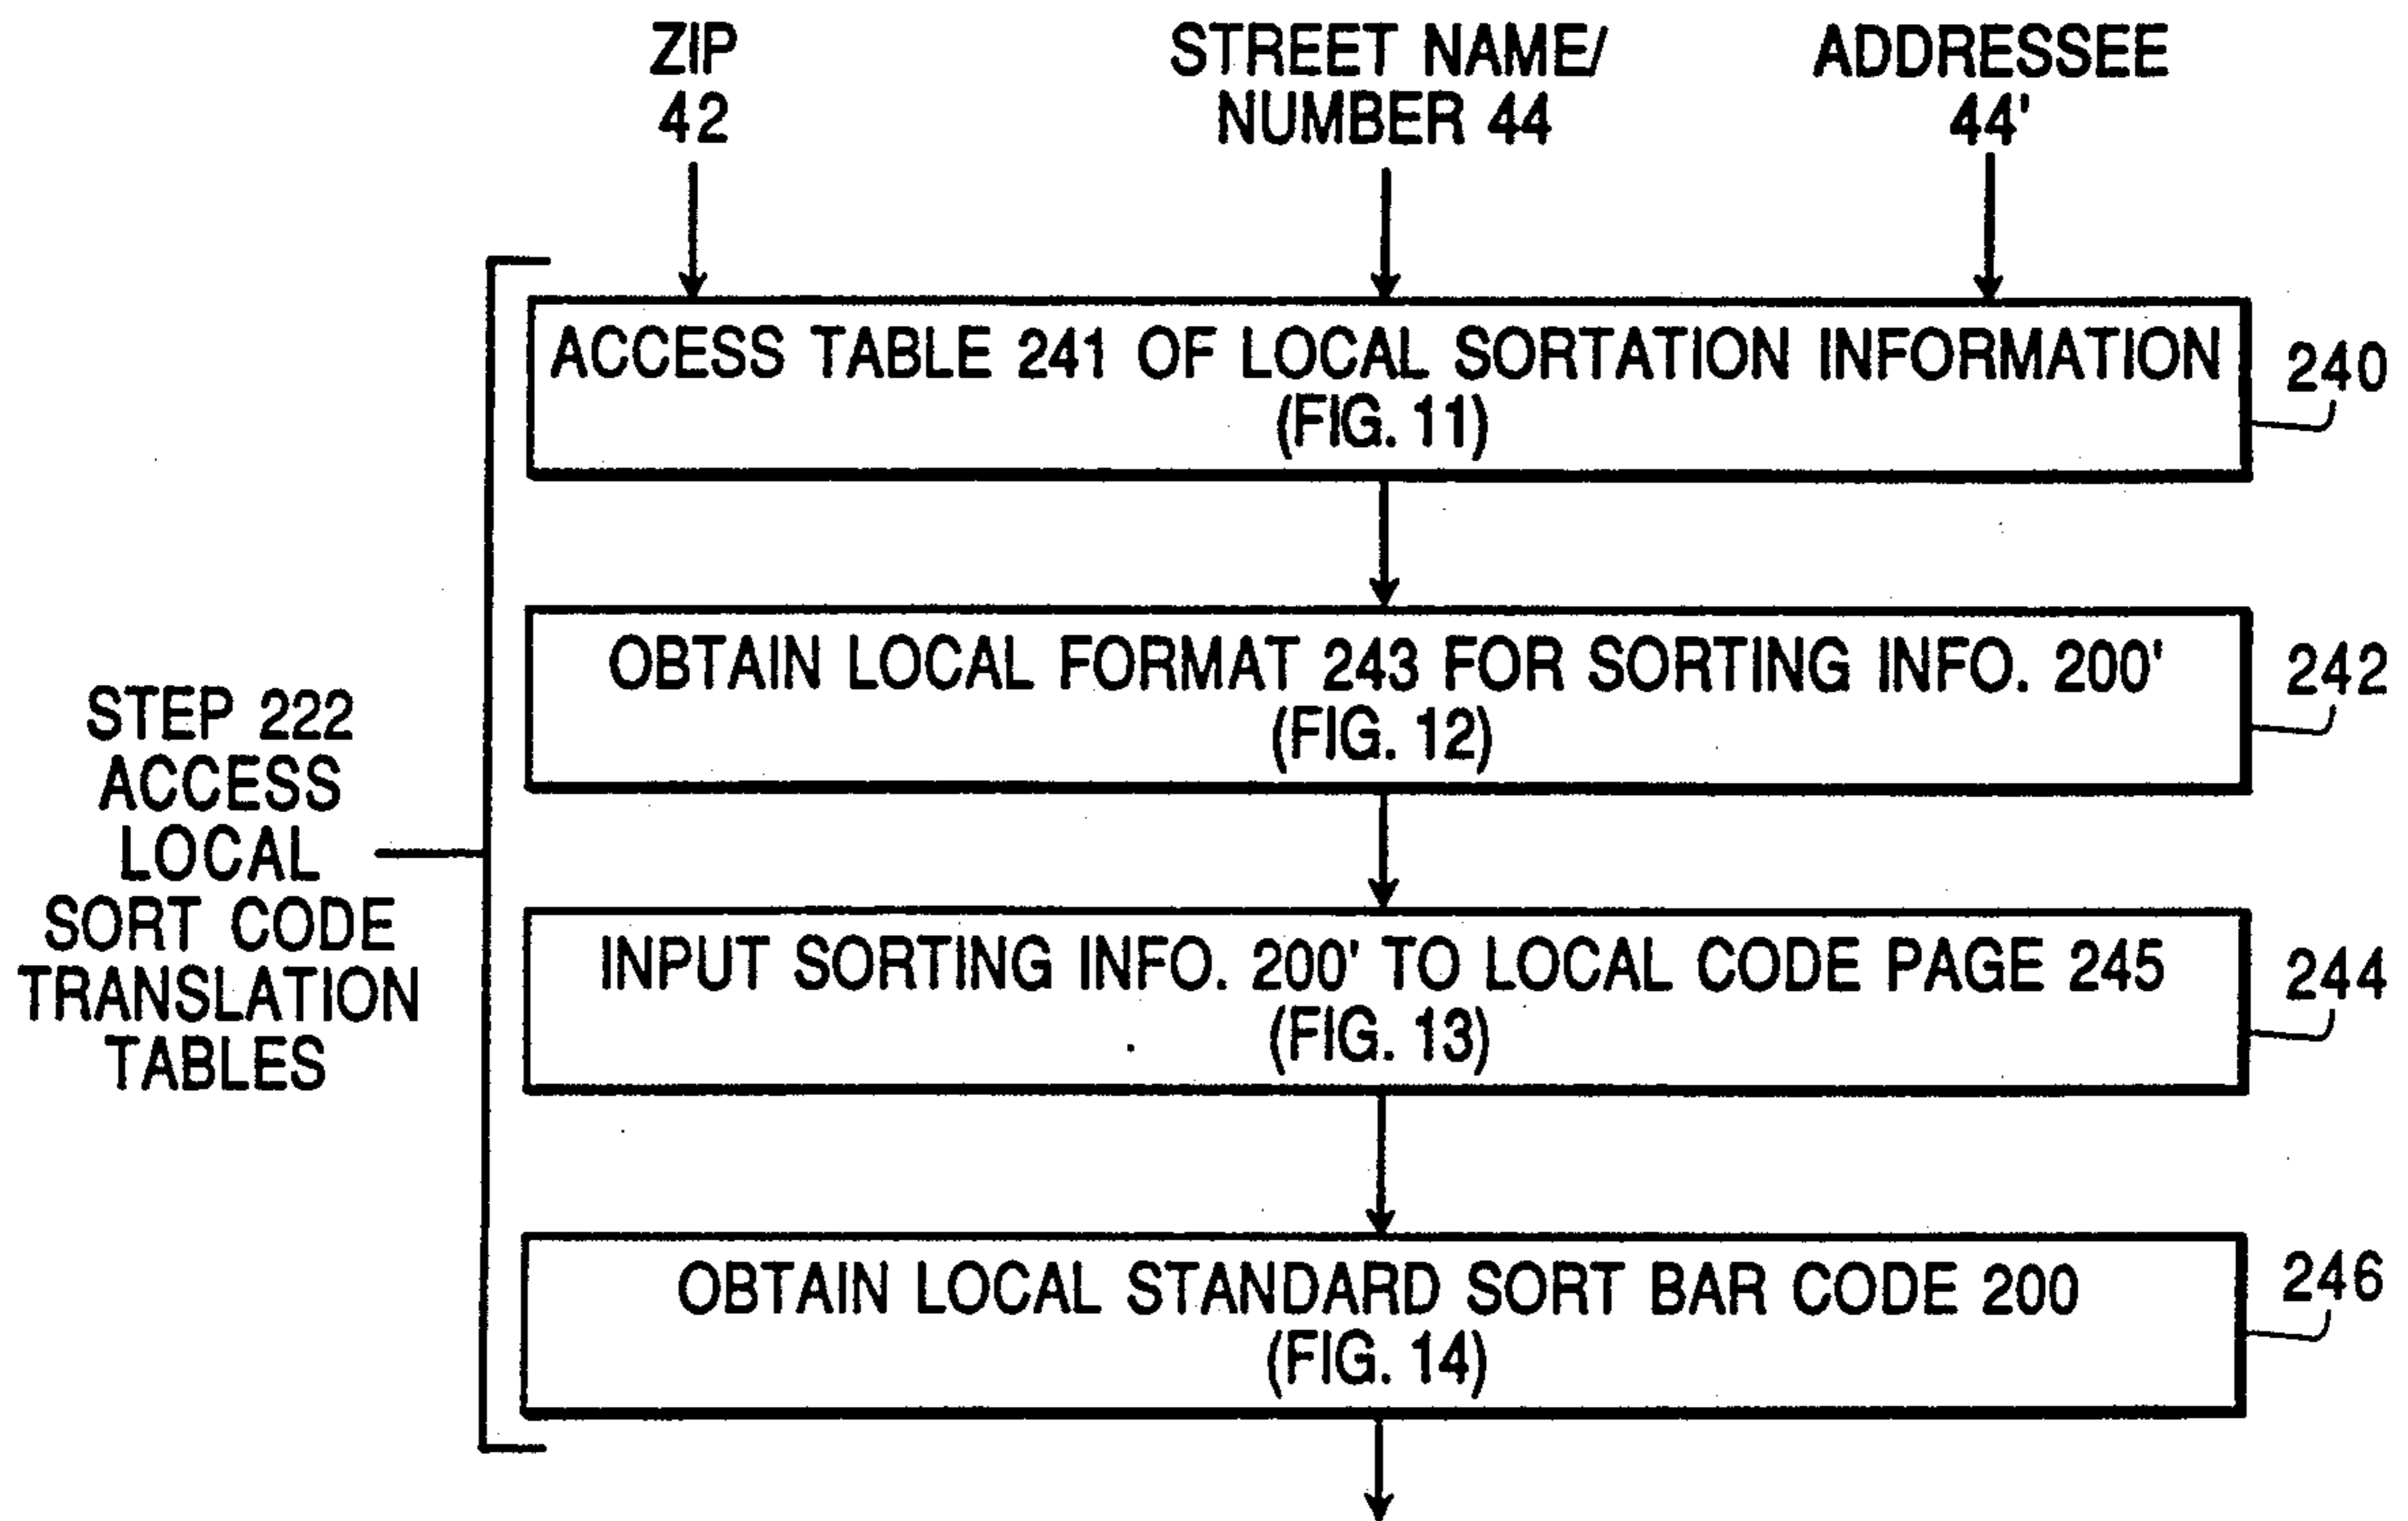 ZIP
42
STREET NAME/
NUMBER 44
ADDRESSEE
44'
ACCESS TABLE 241 OF LOCAL SORTATION INFORMATION
(FIG. 11)
240
OBTAIN LOCAL FORMAT 243 FOR SORTING INFO. 200'
(FIG. 12)
242
STEP 222
ACCESS
LOCAL
SORT CODE
TRANSLATION
TABLES
INPUT SORTING INFO. 200' TO LOCAL CODE PAGE 245
(FIG. 13)
244
OBTAIN LOCAL STANDARD SORT BAR CODE 200
(FIG. 14)
246